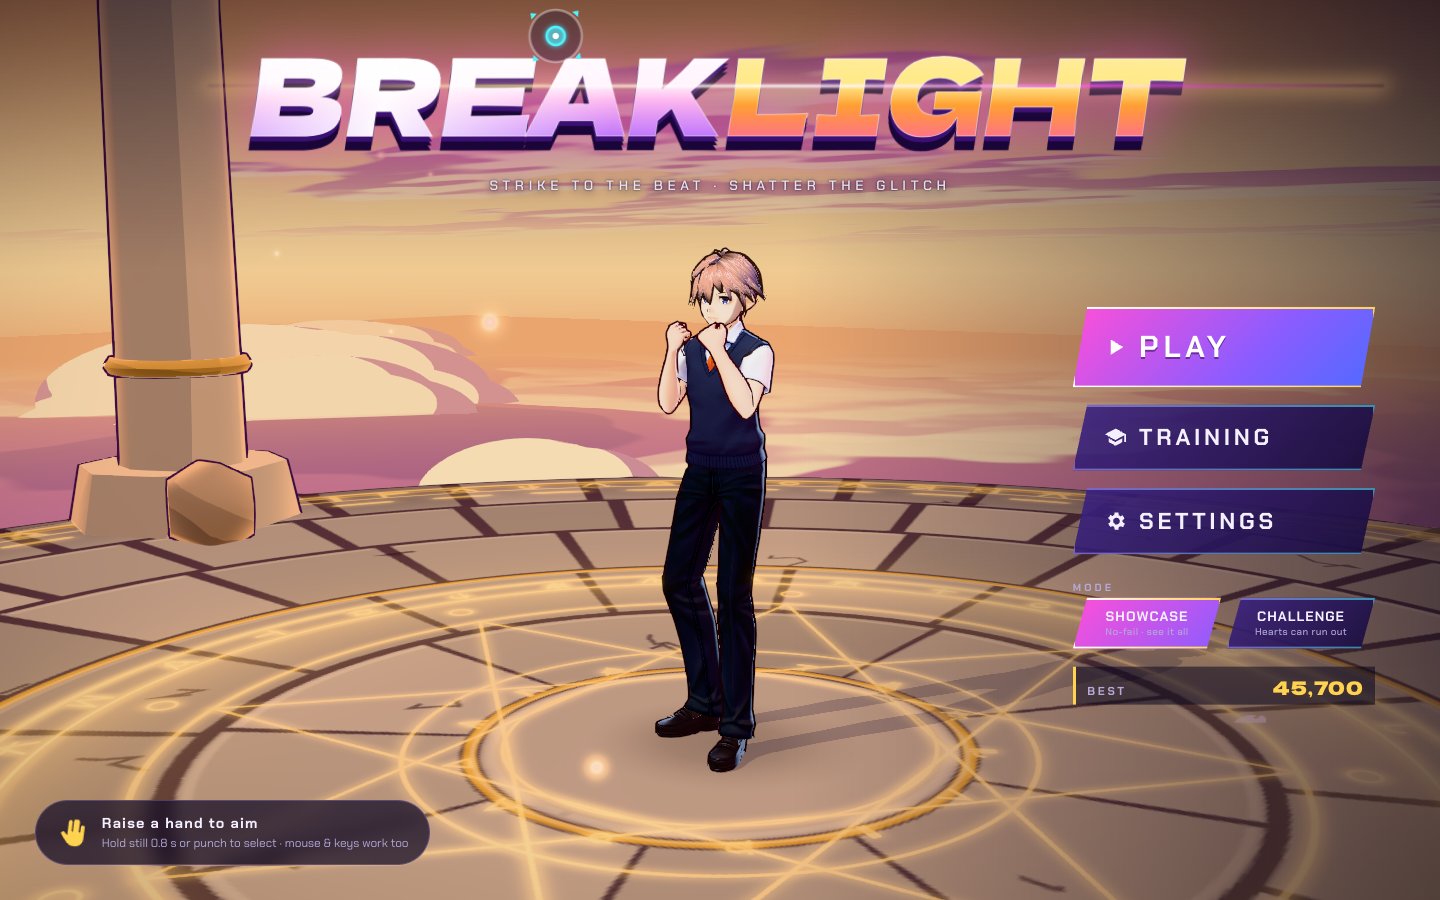 BREAKLIGHT
STRIKE TO THE BEAT · SHATTER THE GLITCH
PLAY
TRAINING
SETTINGS
MODE
SHOWCASE
No-fail · see it all
CHALLENGE
Hearts can run out
BEST 45,700
Raise a hand to aim
Hold still 0.8 s or punch to select · mouse & keys work too